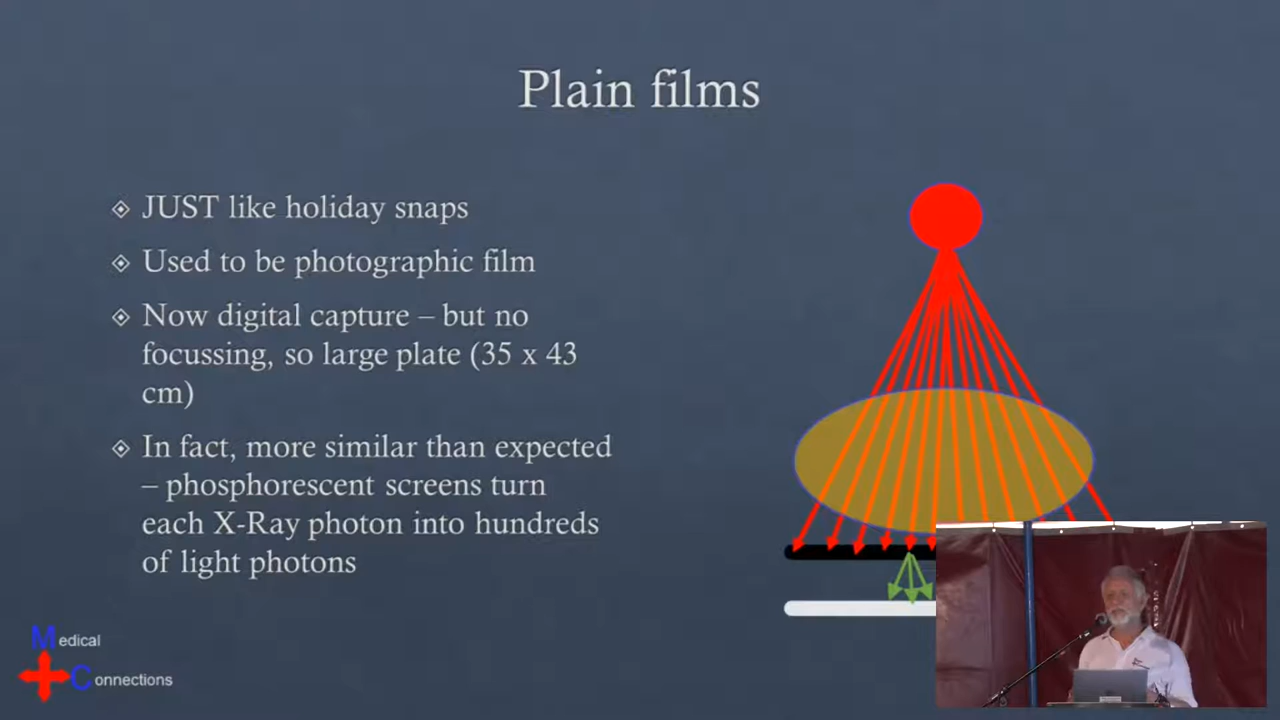 Plain films
JUST like holiday snaps
Used to be photographic film
Now digital capture – but no
focussing, so large plate (35 x 43
cm)
In fact, more similar than expected
– phosphorescent screens turn
each X-Ray photon into hundreds
of light photons
Medical
Connections